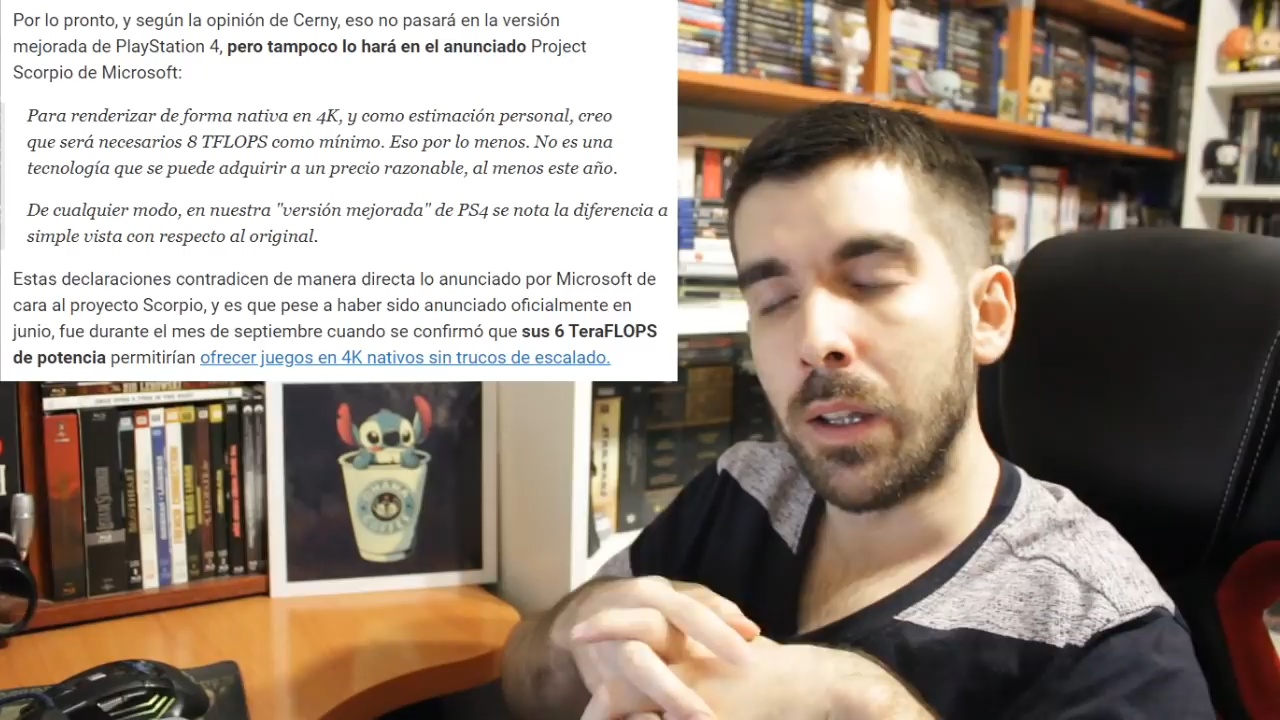 Por lo pronto, y según la opinión de Cerny, eso no pasará en la versión
mejorada de PlayStation 4, pero tampoco lo hará en el anunciado Project
Scorpio de Microsoft:
Para renderizar de forma nativa en 4K, y como estimación personal, creo
que será necesarios 8 TFLOPS como mínimo. Eso por lo menos. No es una
tecnología que se puede adquirir a un precio razonable, al menos este año.
De cualquier modo, en nuestra "versión mejorada" de PS4 se nota la diferencia a
simple vista con respecto al original.
Estas declaraciones contradicen de manera directa lo anunciado por Microsoft de
cara al proyecto Scorpio, y es que pese a haber sido anunciado oficialmente en
junio, fue durante el mes de septiembre cuando se confirmó que sus 6 TeraFLOPS
de potencia permitirían ofrecer juegos en 4K nativos sin trucos de escalado.
OHANA
COFFEE